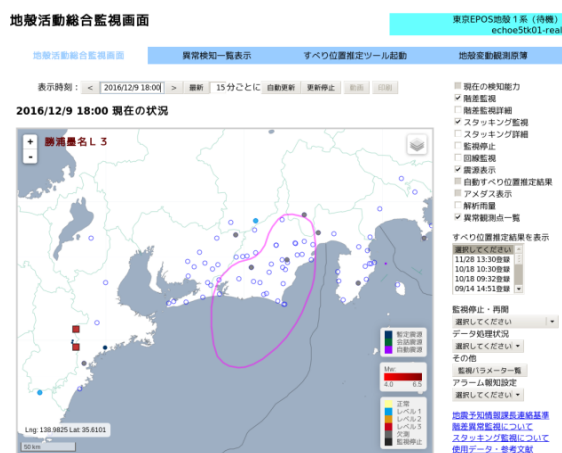 地殻活動総合監視画面
東京EPOS地殻１系（待機）
echoe5tk01-real
地殻活動総合監視画面
異常検知一覧表示
すべり位置推定ツール起動
地殻変動観測原簿
表示時刻： < 2016/12/9 18:00 > 最新 15分ごとに 自動更新 更新停止 動画 印刷
2016/12/9 18:00 現在の状況
+
-
勝浦墨名Ｌ３
現在の検知能力
階差監視
階差監視詳細
スタッキング監視
スタッキング詳細
監視停止
回線監視
震源表示
自動すべり位置推定結果
アメダス表示
解析雨量
異常観測点一覧
すべり位置推定結果を表示
選択してください
11/28 13:30登録
10/18 10:30登録
10/18 09:32登録
09/14 14:51登録
監視停止・再開
選択してください
データ処理状況
選択してください
その他
監視パラメータ一覧
アラーム報知設定
選択してください
地震予知情報課長連絡基準
階差異常監視について
スタッキング監視について
使用データ・参考文献
暫定震源
会話震源
自動震源
Mw:
4.0 6.5
正常
レベル1
レベル2
レベル3
欠測
監視停止
Lng: 138.9825 Lat: 35.6101
50 km